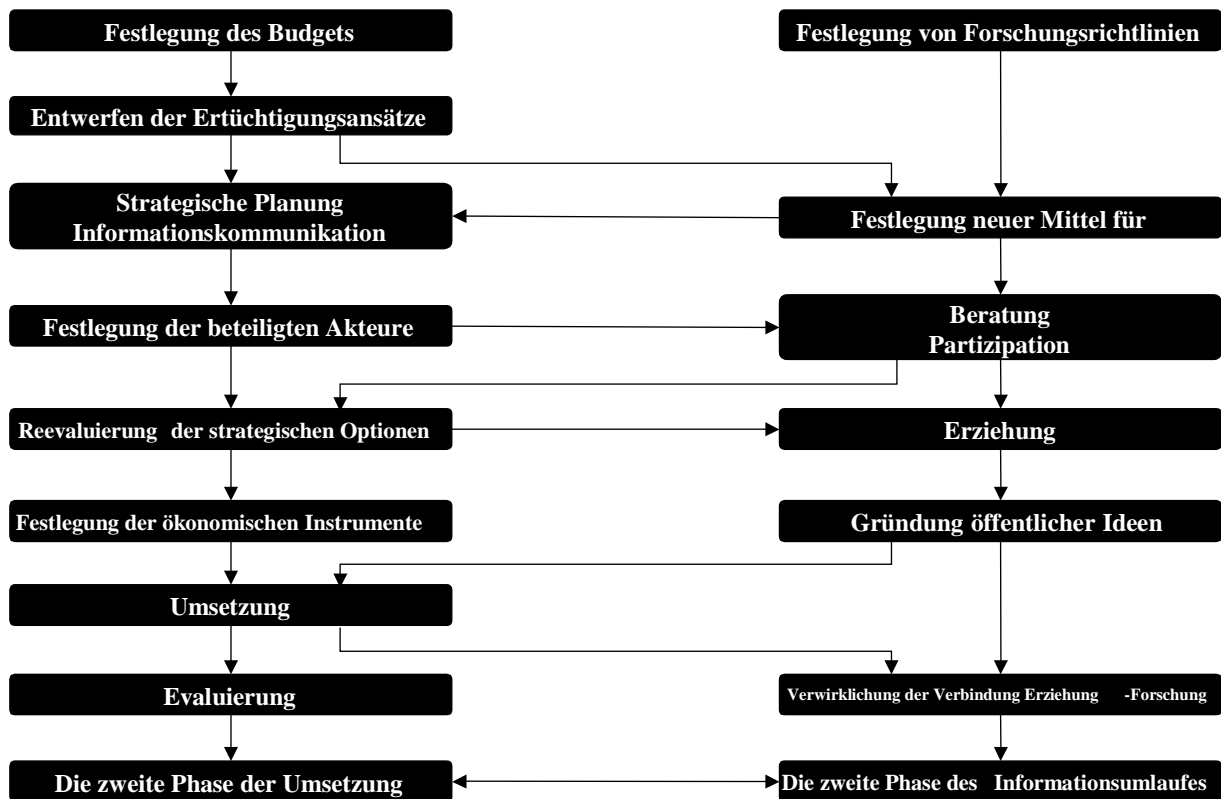 Festlegung des Budgets
Festlegung von Forschungsrichtlinien
Entwerfen der Ertüchtigungsansätze
Strategische Planung
Informationskommunikation
Festlegung neuer Mittel für
Festlegung der beteiligten Akteure
Beratung
Partizipation
Reevaluierung der strategischen Optionen
Erziehung
Festlegung der ökonomischen Instrumente
Gründung öffentlicher Ideen
Umsetzung
Evaluierung
Verwirklichung der Verbindung Erziehung -Forschung
Die zweite Phase der Umsetzung
Die zweite Phase des Informationsumlaufes